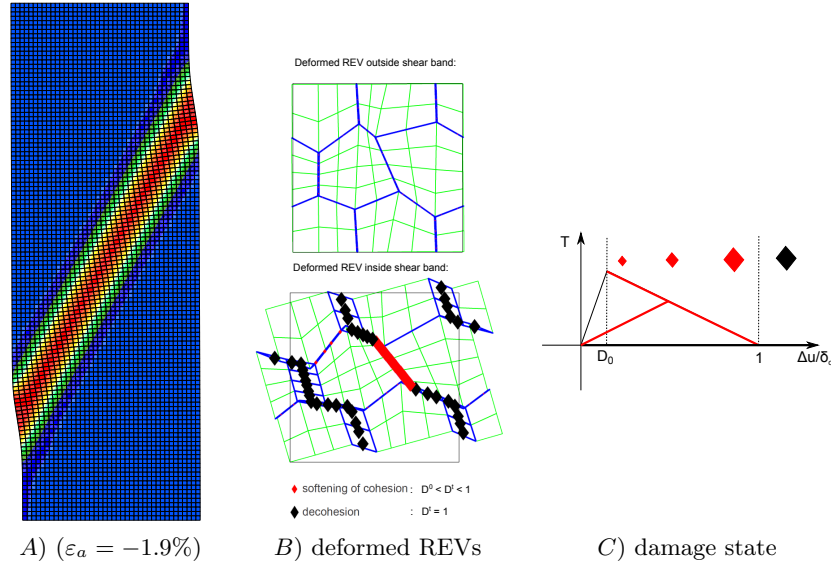 Deformed REV outside shear band:
Deformed REV inside shear band:
softening of cohesion : D⁰ < Dᵗ < 1
decohesion : Dᵗ = 1
T
D₀
1
Δu/δ
A) (εₐ = −1.9%)
B) deformed REVs
C) damage state